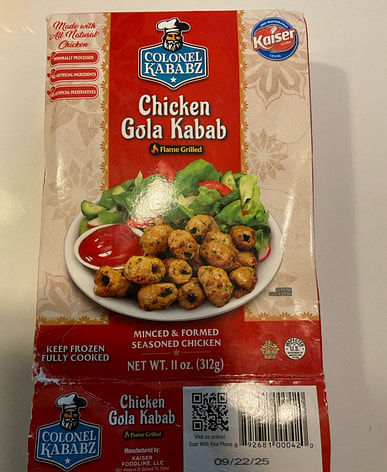 Made with
All Natural
Chicken
MINIMALLY PROCESSED
ARTIFICIAL INGREDIENTS
ARTIFICIAL PRESERVATIVES
COLONEL
KABABZ
Kaiser
Chicken
Gola Kabab
Flame Grilled
MINCED & FORMED
SEASONED CHICKEN
KEEP FROZEN
FULLY COOKED
NET WT. 11 oz. (312g)
COLONEL
KABABZ
Chicken
Gola Kabab
Flame Grilled
Manufactured by:
KAISER
FOODLINE, LLC
Visit us online!
Scan With Your Phone
8 92681 00042 0
09/22/25